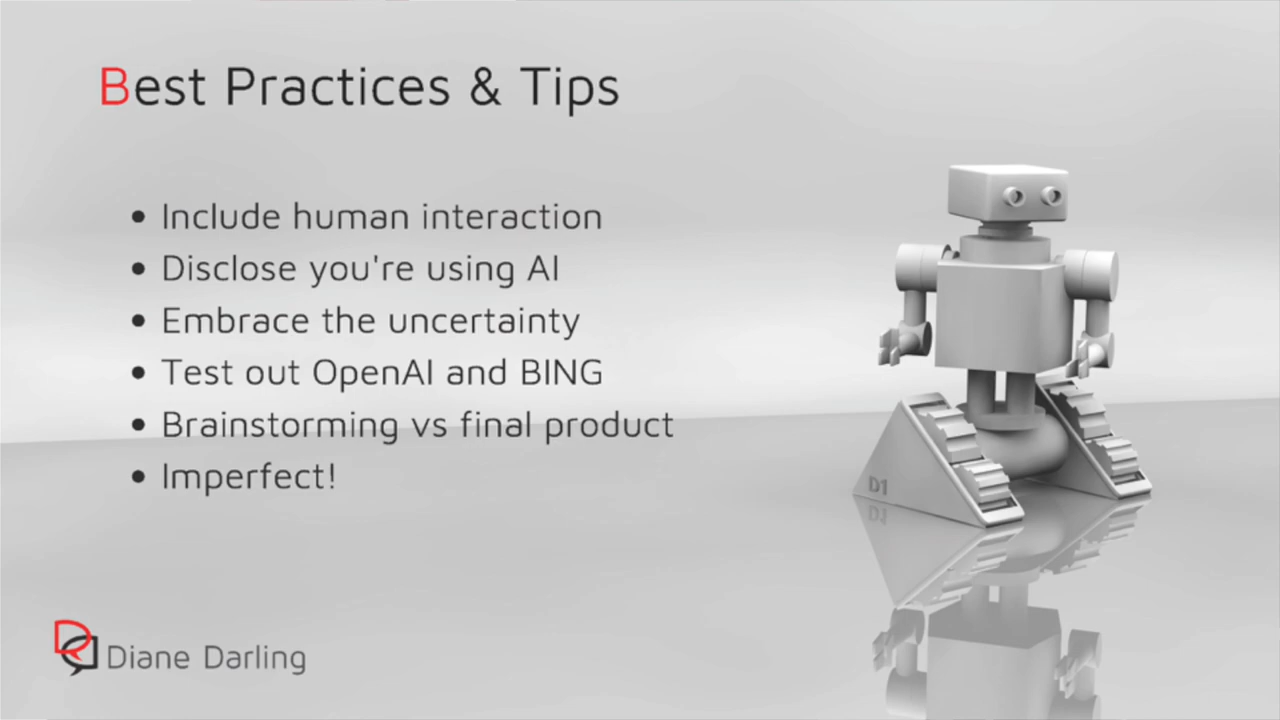 Best Practices & Tips
• Include human interaction
• Disclose you're using AI
• Embrace the uncertainty
• Test out OpenAI and BING
• Brainstorming vs final product
• Imperfect!
D1
Diane Darling